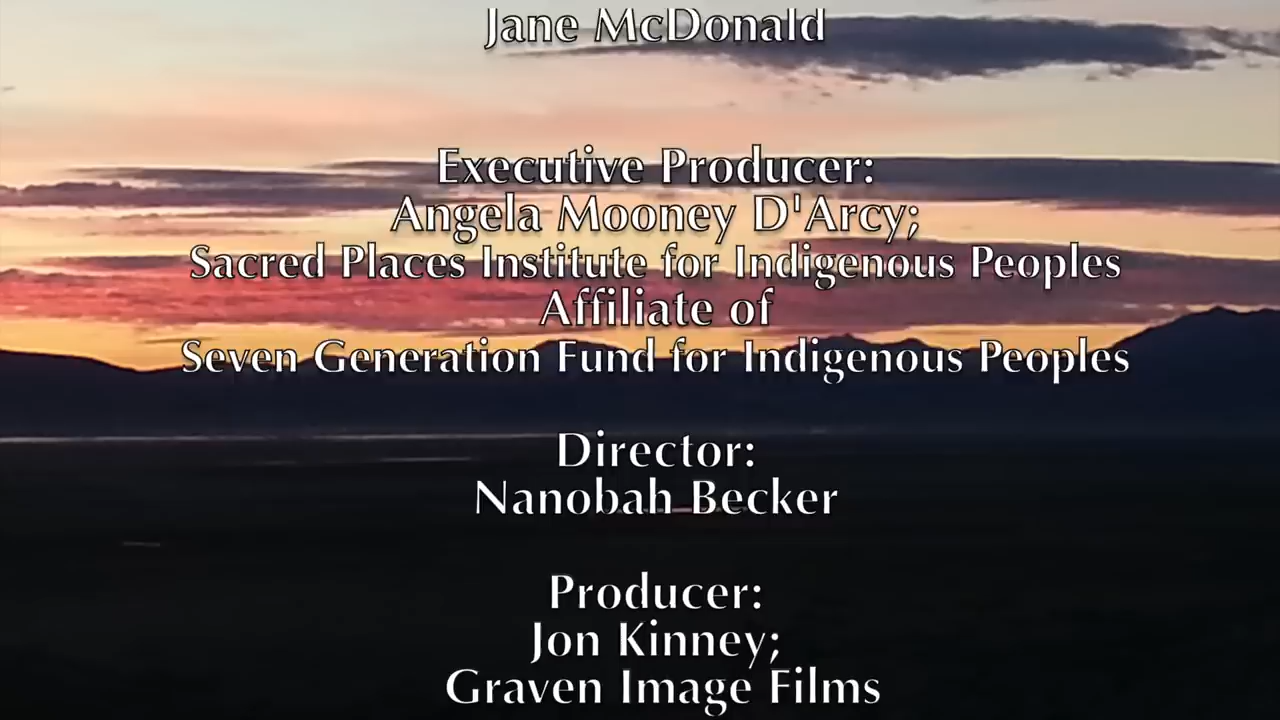 Jane McDonald
Executive Producer:
Angela Mooney D'Arcy;
Sacred Places Institute for Indigenous Peoples
Affiliate of
Seven Generation Fund for Indigenous Peoples
Director:
Nanobah Becker
Producer:
Jon Kinney;
Graven Image Films